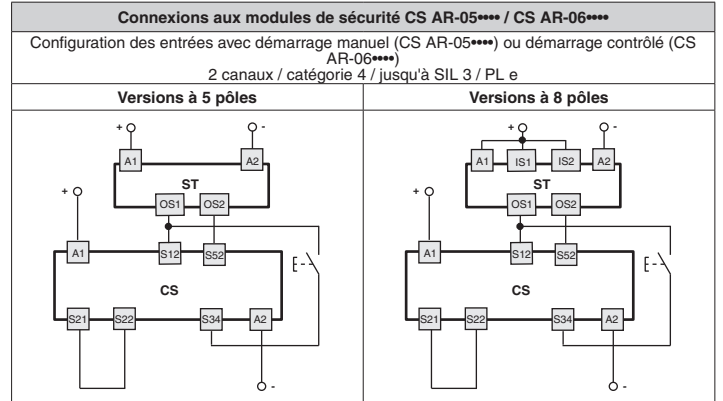 Connexions aux modules de sécurité CS AR-05•••• / CS AR-06••••
Configuration des entrées avec démarrage manuel (CS AR-05••••) ou démarrage contrôlé (CS
AR-06••••)
2 canaux / catégorie 4 / jusqu'à SIL 3 / PL e
Versions à 5 pôles
+ -
A1 A2
ST
+ OS1 OS2
A1 S12 S52
CS
S21 S22 S34 A2
-
Versions à 8 pôles
+ -
A1 IS1 IS2 A2
ST
+ OS1 OS2
A1 S12 S52
CS
S21 S22 S34 A2
-